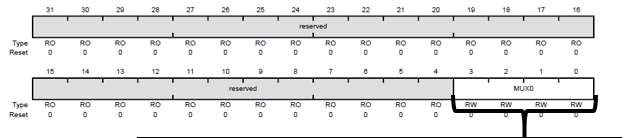 31 30 29 28 27 26 25 24 23 22 21 20 19 18 17 16
reserved
Type RO RO RO RO RO RO RO RO RO RO RO RO RO RO RO RO
Reset 0 0 0 0 0 0 0 0 0 0 0 0 0 0 0 0
15 14 13 12 11 10 9 8 7 6 5 4 3 2 1 0
reserved MUX0
Type RO RO RO RO RO RO RO RO RO RO RO RO RW RW RW RW
Reset 0 0 0 0 0 0 0 0 0 0 0 0 0 0 0 0